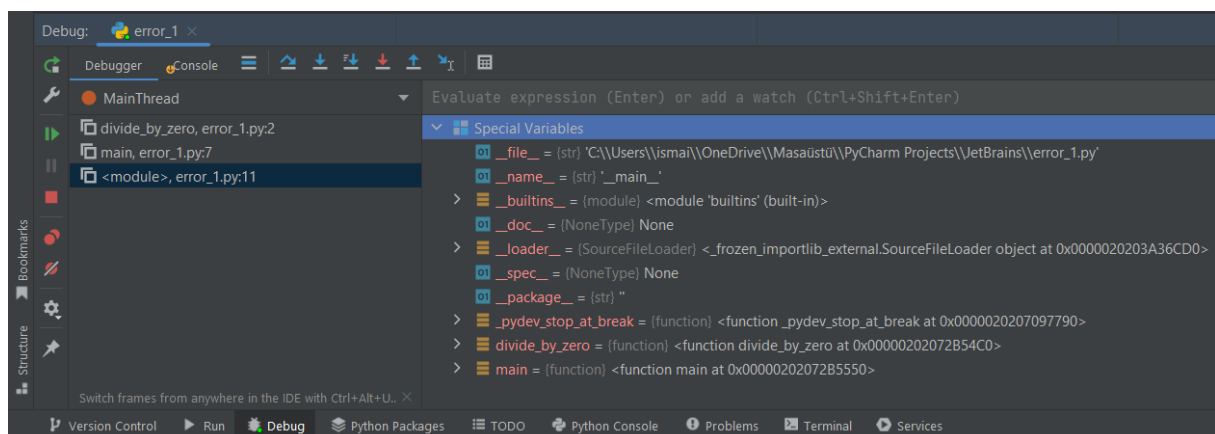 Debug: error_1
Debugger Console
MainThread
Evaluate expression (Enter) or add a watch (Ctrl+Shift+Enter)
divide_by_zero, error_1.py:2
main, error_1.py:7
<module>, error_1.py:11
Switch frames from anywhere in the IDE with Ctrl+Alt+U..
Special Variables
__file__ = {str} 'C:\\Users\\ismai\\OneDrive\\Masaüstü\\PyCharm Projects\\JetBrains\\error_1.py'
__name__ = {str} '__main__'
__builtins__ = {module} <module 'builtins' (built-in)>
__doc__ = {NoneType} None
__loader__ = {SourceFileLoader} <_frozen_importlib_external.SourceFileLoader object at 0x0000020203A36CD0>
__spec__ = {NoneType} None
__package__ = {str} ''
_pydev_stop_at_break = {function} <function _pydev_stop_at_break at 0x0000020207097790>
divide_by_zero = {function} <function divide_by_zero at 0x00000202072B54C0>
main = {function} <function main at 0x00000202072B5550>
Bookmarks
Structure
Version Control Run Debug Python Packages TODO Python Console Problems Terminal Services